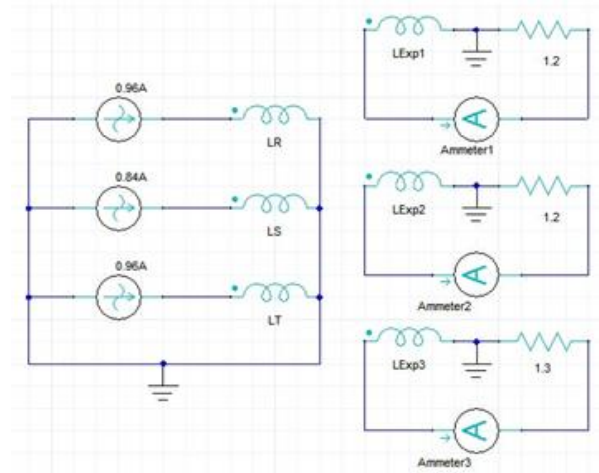 0.96A
LR
0.84A
LS
0.96A
LT
LExp1
1.2
A
Ammeter1
LExp2
1.2
A
Ammeter2
LExp3
1.3
A
Ammeter3